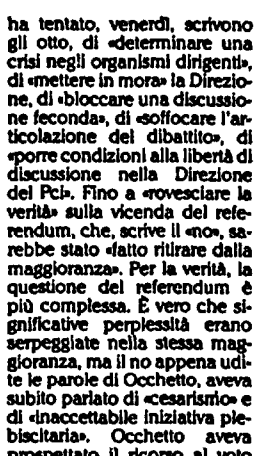 ha tentato, venerdì, scrivono
gli otto, di «determinare una
crisi negli organismi dirigenti»,
di «mettere in mora» la Direzio-
ne, di «bloccare una discussio-
ne feconda», di «soffocare l'ar-
ticolazione del dibattito», di
«porre condizioni alla libertà di
discussione nella Direzione
del Pci». Fino a «rovesciare la
verità» sulla vicenda del refe-
rendum, che, scrive il «no», sa-
rebbe stato «fatto ritirare dalla
maggioranza». Per la verità, la
questione del referendum è
più complessa. È vero che si-
gnificative perplessità erano
serpeggiate nella stessa mag-
gioranza, ma il no appena udi-
te le parole di Occhetto, aveva
subito parlato di «cesarismo» e
di «inaccettabile iniziativa ple-
biscitaria». Occhetto aveva
prospettato il ricorso al voto